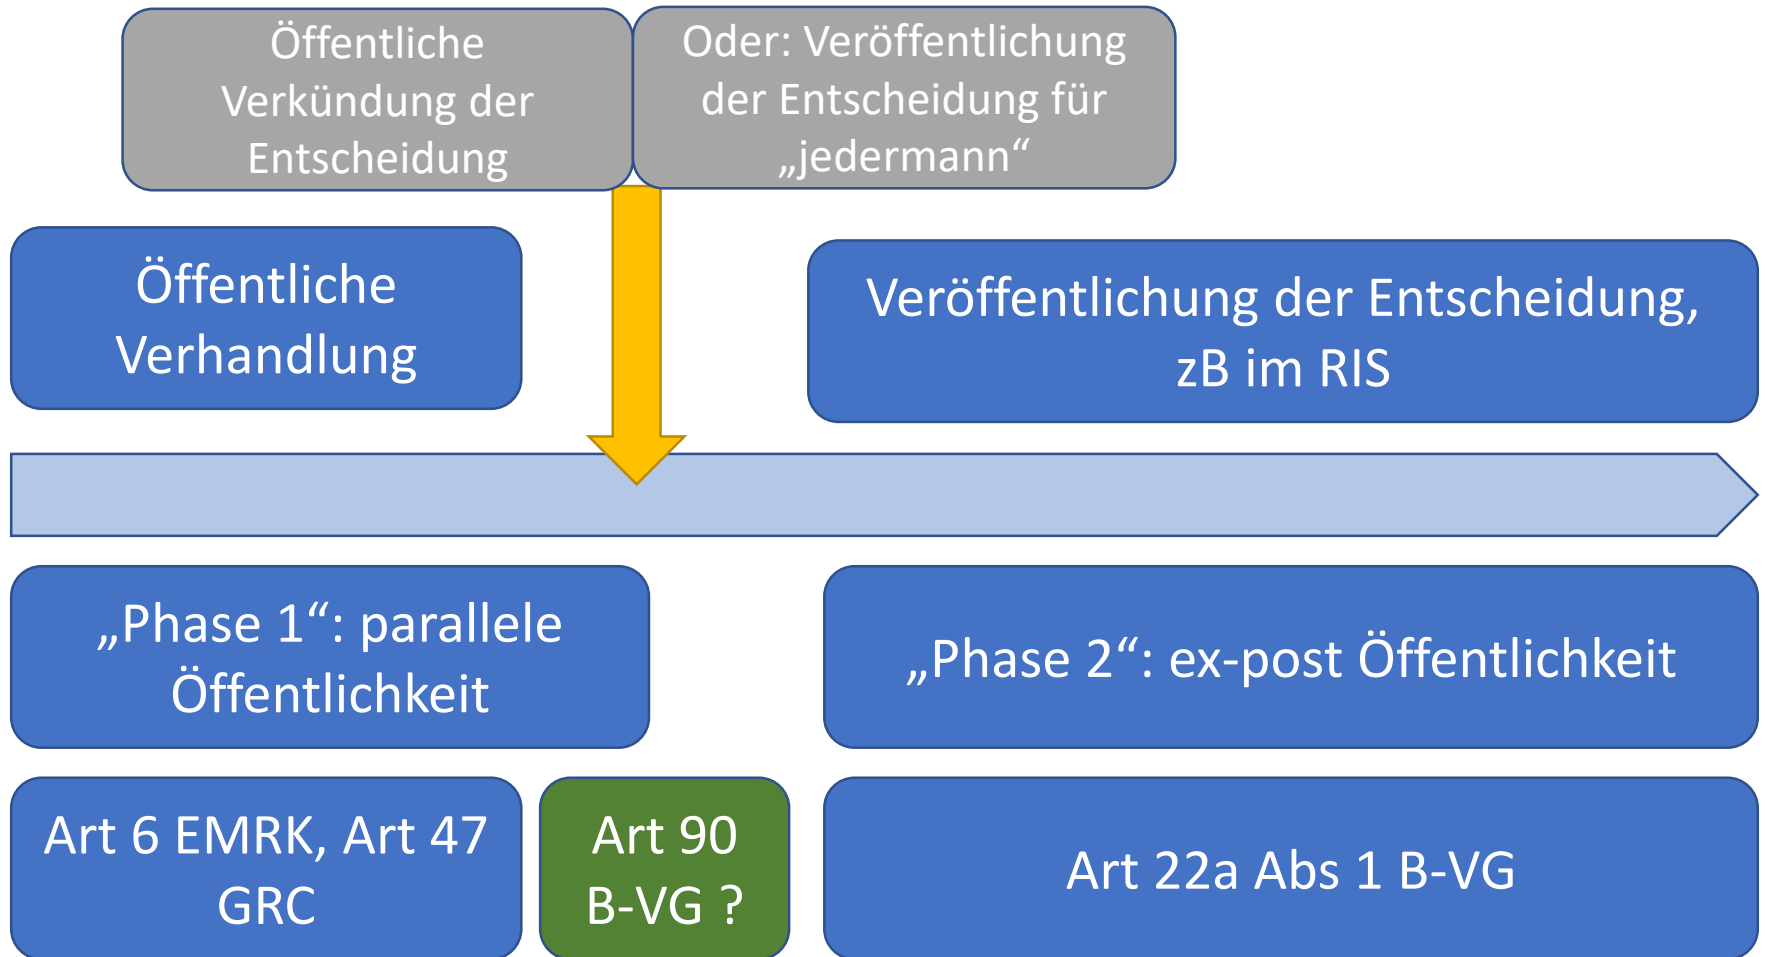 Öffentliche
Verkündung der
Entscheidung
Oder: Veröffentlichung
der Entscheidung für
„jedermann“
Öffentliche
Verhandlung
Veröffentlichung der Entscheidung,
zB im RIS
„Phase 1“: parallele
Öffentlichkeit
„Phase 2“: ex-post Öffentlichkeit
Art 6 EMRK, Art 47
GRC
Art 90
B-VG ?
Art 22a Abs 1 B-VG